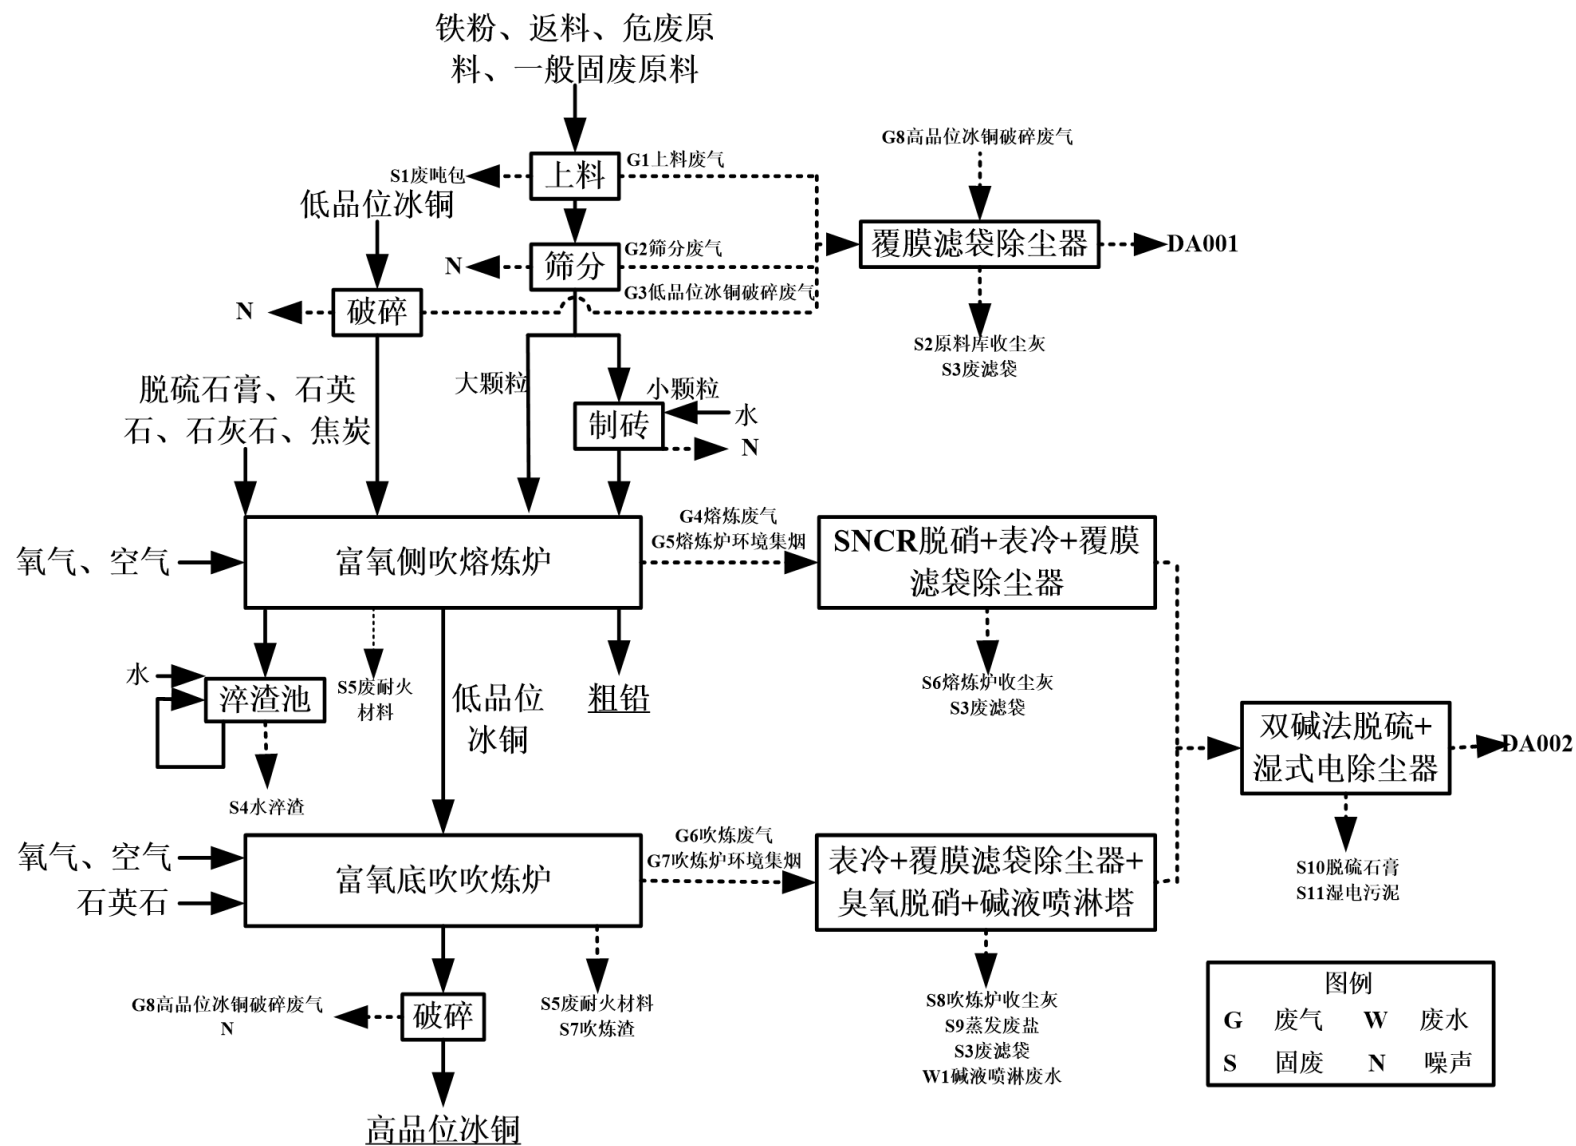 铁粉、返料、危废原
料、一般固废原料
G8高品位冰铜破碎废气
G1上料废气
S1废吨包
上料
低品位冰铜
覆膜滤袋除尘器
DA001
G2筛分废气
N
筛分
G3低品位冰铜破碎废气
N
破碎
S2原料库收尘灰
S3废滤袋
脱硫石膏、石英
石、石灰石、焦炭
大颗粒
小颗粒
制砖
水
N
G4熔炼废气
G5熔炼炉环境集烟
氧气、空气
富氧侧吹熔炼炉
SNCR脱硝+表冷+覆膜
滤袋除尘器
水
淬渣池
S5废耐火
材料
低品位
冰铜
粗铅
S6熔炼炉收尘灰
S3废滤袋
双碱法脱硫+
湿式电除尘器
DA002
S4水淬渣
G6吹炼废气
G7吹炼炉环境集烟
氧气、空气
石英石
富氧底吹吹炼炉
表冷+覆膜滤袋除尘器+
臭氧脱硝+碱液喷淋塔
S10脱硫石膏
S11湿电污泥
G8高品位冰铜破碎废气
N
破碎
S5废耐火材料
S7吹炼渣
S8吹炼炉收尘灰
S9蒸发废盐
S3废滤袋
W1碱液喷淋废水
高品位冰铜
图例
G 废气 W 废水
S 固废 N 噪声